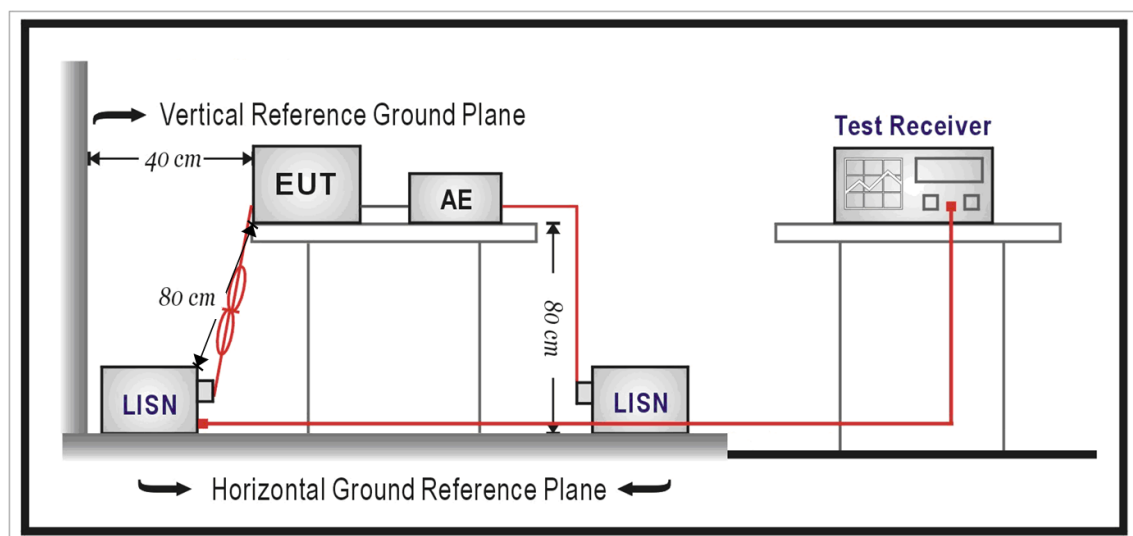 Vertical Reference Ground Plane
Test Receiver
40 cm
EUT
AE
80 cm
80 cm
LISN
LISN
Horizontal Ground Reference Plane